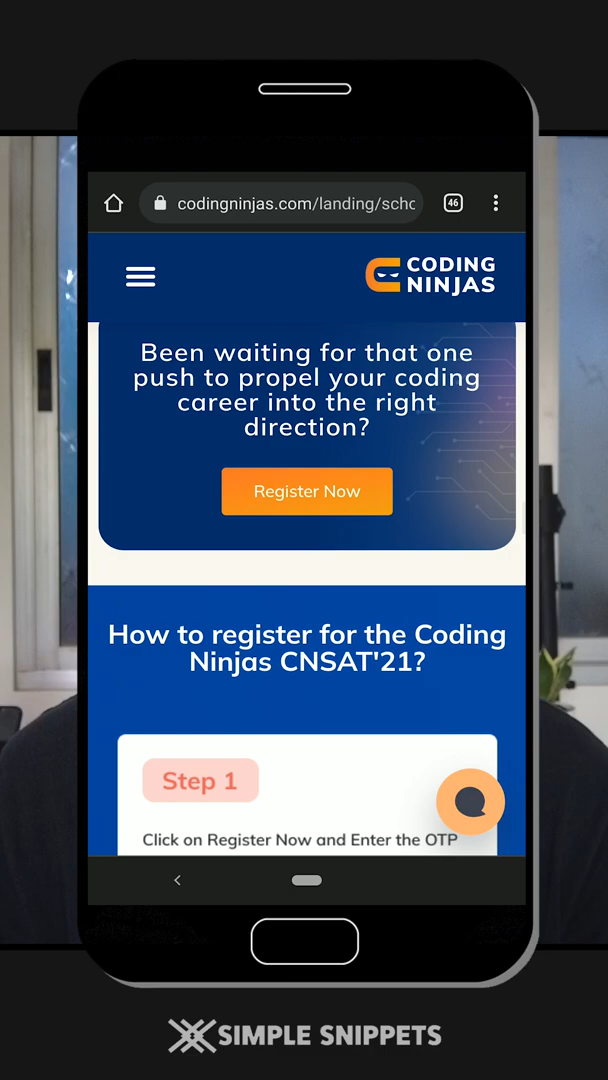 codingninjas.com/landing/scho
46
CODING
NINJAS
Been waiting for that one
push to propel your coding
career into the right
direction?
Register Now
How to register for the Coding
Ninjas CNSAT'21?
Step 1
Click on Register Now and Enter the OTP
SIMPLE SNIPPETS